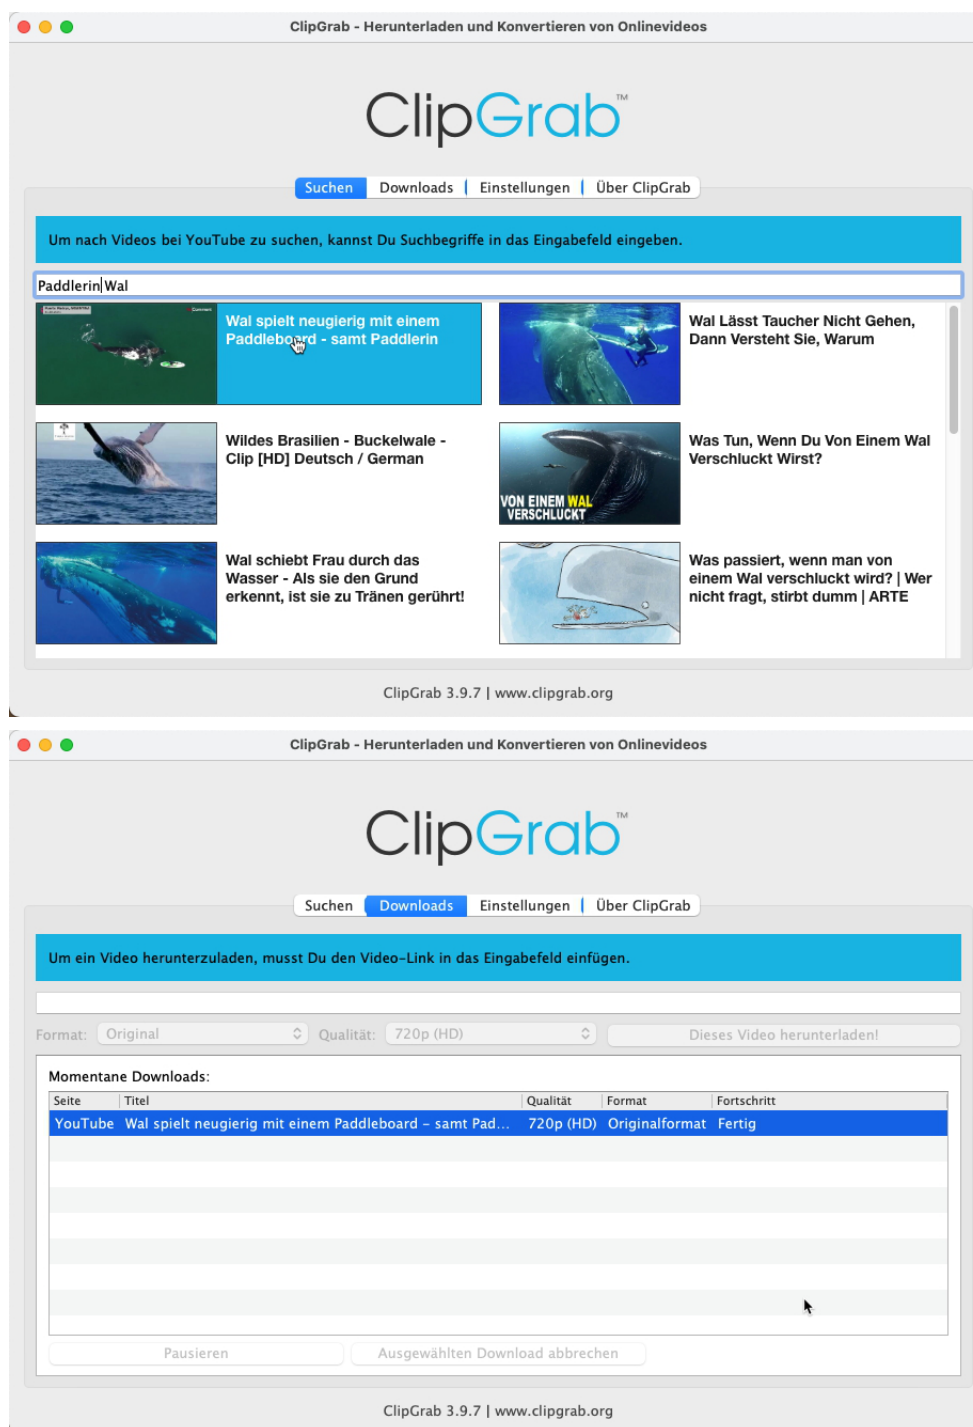 ClipGrab - Herunterladen und Konvertieren von Onlinevideos
ClipGrab™
Suchen Downloads Einstellungen Über ClipGrab
Um nach Videos bei YouTube zu suchen, kannst Du Suchbegriffe in das Eingabefeld eingeben.
Paddlerin Wal
Wal spielt neugierig mit einem
Paddleboard - samt Paddlerin
Wal Lässt Taucher Nicht Gehen,
Dann Versteht Sie, Warum
Wildes Brasilien - Buckelwale -
Clip [HD] Deutsch / German
VON EINEM WAL
VERSCHLUCKT
Was Tun, Wenn Du Von Einem Wal
Verschluckt Wirst?
Wal schiebt Frau durch das
Wasser - Als sie den Grund
erkennt, ist sie zu Tränen gerührt!
Was passiert, wenn man von
einem Wal verschluckt wird? | Wer
nicht fragt, stirbt dumm | ARTE
ClipGrab 3.9.7 | www.clipgrab.org
ClipGrab - Herunterladen und Konvertieren von Onlinevideos
ClipGrab™
Suchen Downloads Einstellungen Über ClipGrab
Um ein Video herunterzuladen, musst Du den Video-Link in das Eingabefeld einfügen.
Format: Original Qualität: 720p (HD) Dieses Video herunterladen!
Momentane Downloads:
Seite Titel Qualität Format Fortschritt
YouTube Wal spielt neugierig mit einem Paddleboard - samt Pad... 720p (HD) Originalformat Fertig
Pausieren Ausgewählten Download abbrechen
ClipGrab 3.9.7 | www.clipgrab.org